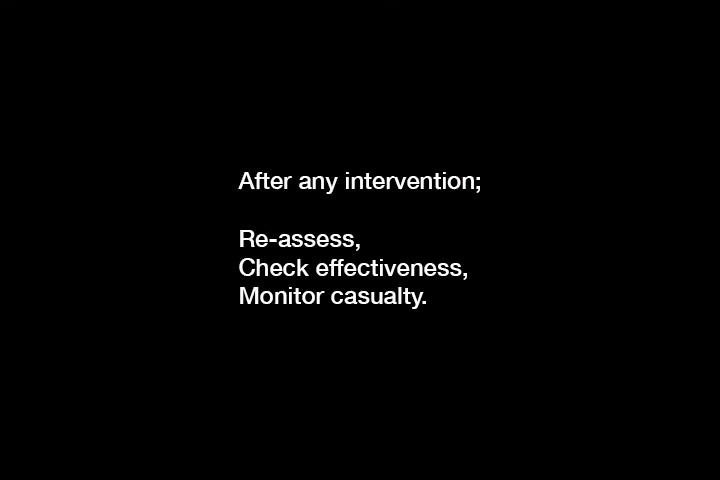 After any intervention;
Re-assess,
Check effectiveness,
Monitor casualty.